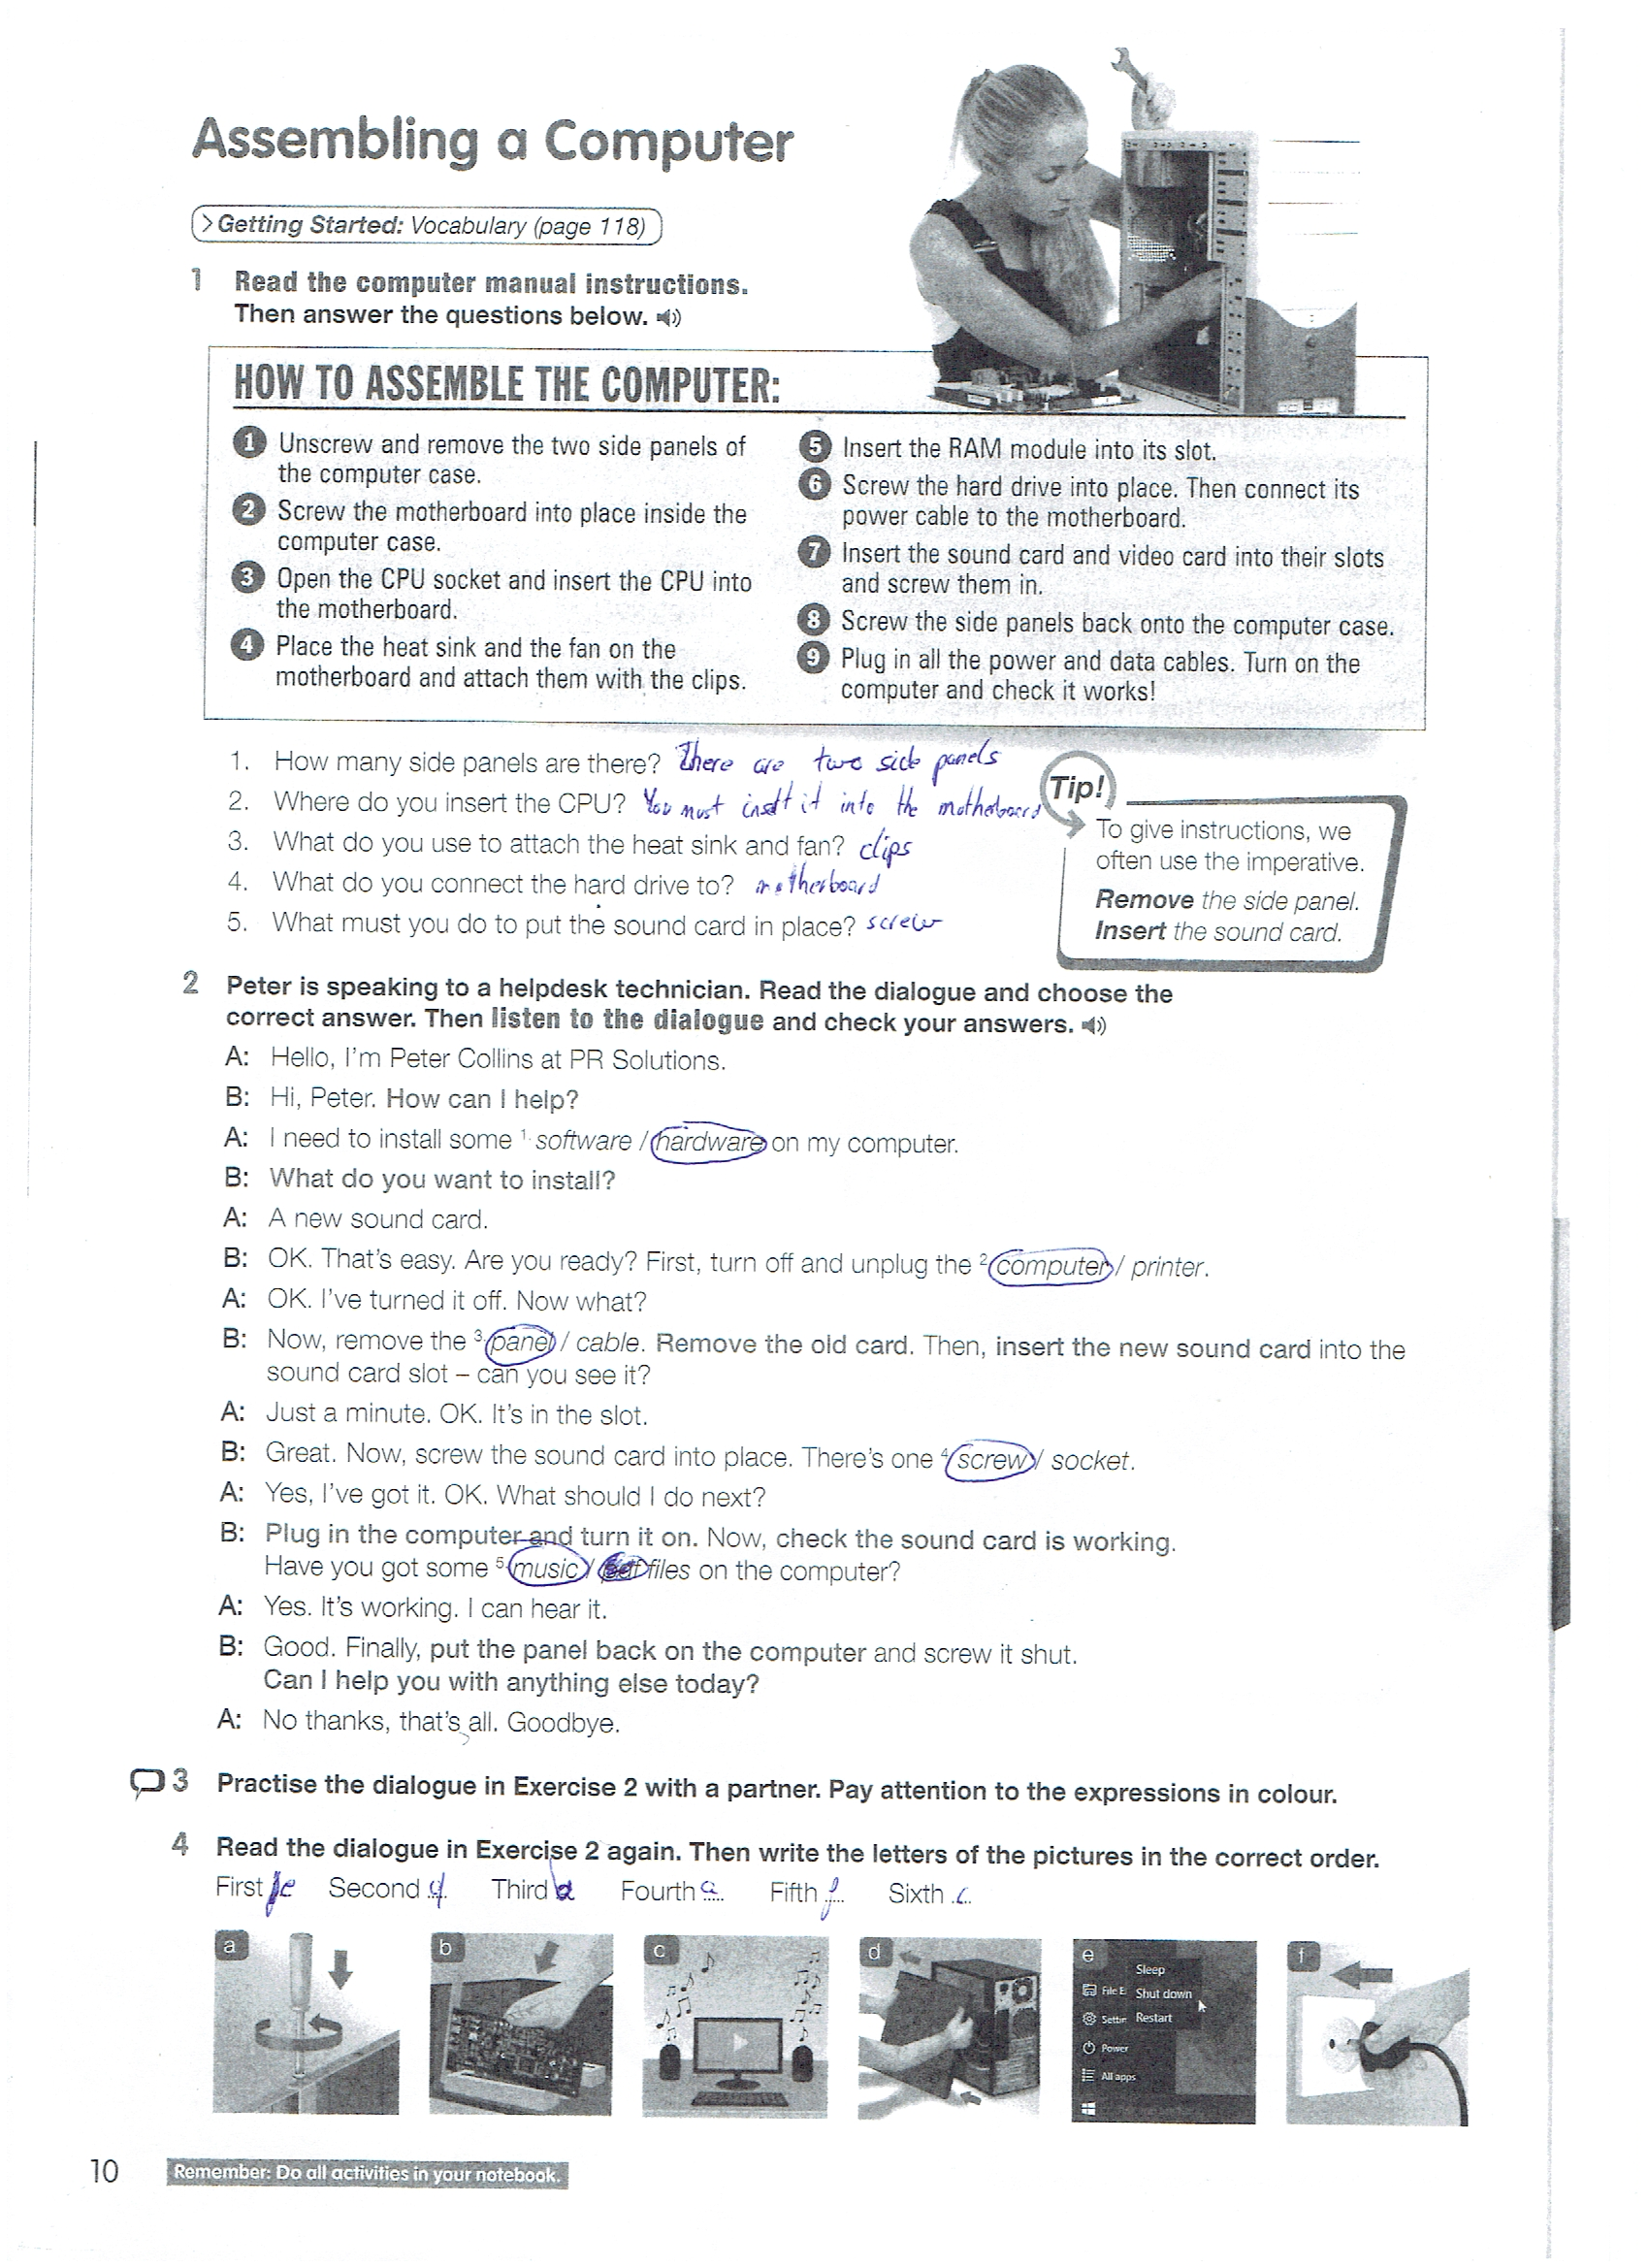 Assembling a Computer
> Getting Started: Vocabulary (page 118)
1 Read the computer manual instructions.
Then answer the questions below.
HOW TO ASSEMBLE THE COMPUTER:
1 Unscrew and remove the two side panels of
the computer case.
2 Screw the motherboard into place inside the
computer case.
3 Open the CPU socket and insert the CPU into
the motherboard.
4 Place the heat sink and the fan on the
motherboard and attach them with the clips.
5 Insert the RAM module into its slot.
6 Screw the hard drive into place. Then connect its
power cable to the motherboard.
7 Insert the sound card and video card into their slots
and screw them in.
8 Screw the side panels back onto the computer case.
9 Plug in all the power and data cables. Turn on the
computer and check it works!
1. How many side panels are there? There are two side panels
2. Where do you insert the CPU? You must it into the motherboard
3. What do you use to attach the heat sink and fan? clips
4. What do you connect the hard drive to? motherboard
5. What must you do to put the sound card in place? screw
Tip!
To give instructions, we
often use the imperative.
Remove the side panel.
Insert the sound card.
2 Peter is speaking to a helpdesk technician. Read the dialogue and choose the
correct answer. Then listen to the dialogue and check your answers.
A: Hello, I'm Peter Collins at PR Solutions.
B: Hi, Peter. How can I help?
A: I need to install some 1. software / hardware on my computer.
B: What do you want to install?
A: A new sound card.
B: OK. That's easy. Are you ready? First, turn off and unplug the 2. computer / printer.
A: OK. I've turned it off. Now what?
B: Now, remove the 3. panel / cable. Remove the old card. Then, insert the new sound card into the
sound card slot – can you see it?
A: Just a minute. OK. It's in the slot.
B: Great. Now, screw the sound card into place. There's one 4. screw / socket.
A: Yes, I've got it. OK. What should I do next?
B: Plug in the computer and turn it on. Now, check the sound card is working.
Have you got some 5. music / files on the computer?
A: Yes. It's working. I can hear it.
B: Good. Finally, put the panel back on the computer and screw it shut.
Can I help you with anything else today?
A: No thanks, that's all. Goodbye.
3 Practise the dialogue in Exercise 2 with a partner. Pay attention to the expressions in colour.
4 Read the dialogue in Exercise 2 again. Then write the letters of the pictures in the correct order.
First e Second d Third b Fourth a Fifth f Sixth c
a b c d e f
Sleep
File E Shut down
Settin Restart
Power
All apps
10 Remember: Do all activities in your notebook.